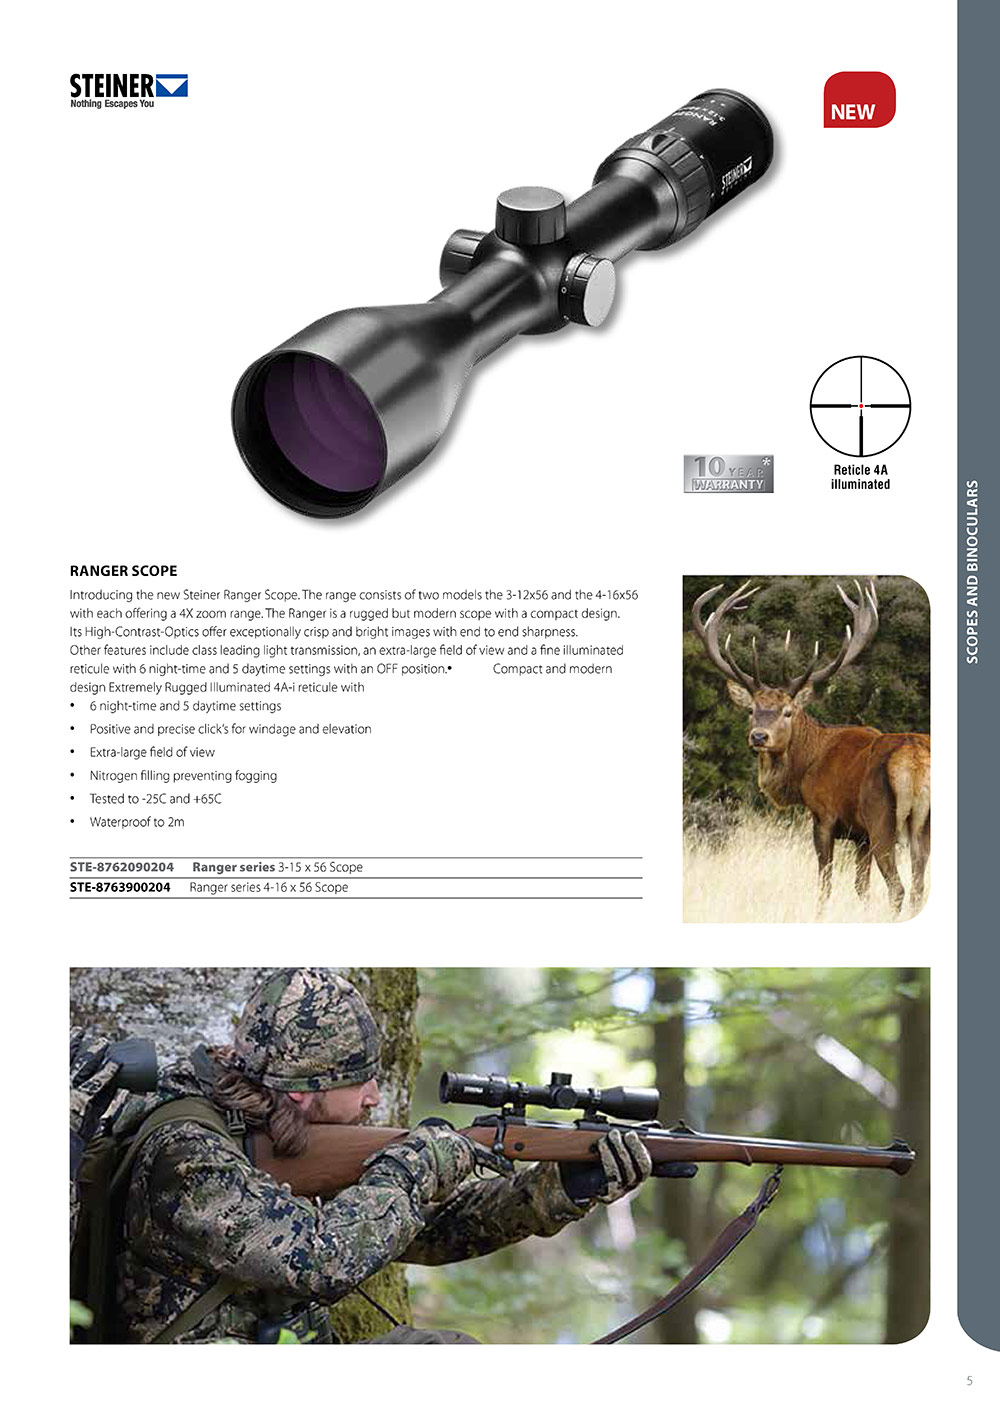 STEINER
Nothing Escapes You
NEW
STEINER
10 YEAR*
WARRANTY
Reticle 4A
illuminated
SCOPES AND BINOCULARS
RANGER SCOPE
Introducing the new Steiner Ranger Scope. The range consists of two models the 3-12x56 and the 4-16x56
with each offering a 4X zoom range. The Ranger is a rugged but modern scope with a compact design.
Its High-Contrast-Optics offer exceptionally crisp and bright images with end to end sharpness.
Other features include class leading light transmission, an extra-large field of view and a fine illuminated
reticule with 6 night-time and 5 daytime settings with an OFF position.• Compact and modern
design Extremely Rugged Illuminated 4A-i reticule with
• 6 night-time and 5 daytime settings
• Positive and precise click's for windage and elevation
• Extra-large field of view
• Nitrogen filling preventing fogging
• Tested to -25C and +65C
• Waterproof to 2m
STE-8762090204 Ranger series 3-15 x 56 Scope
STE-8763900204 Ranger series 4-16 x 56 Scope
STEINER
5